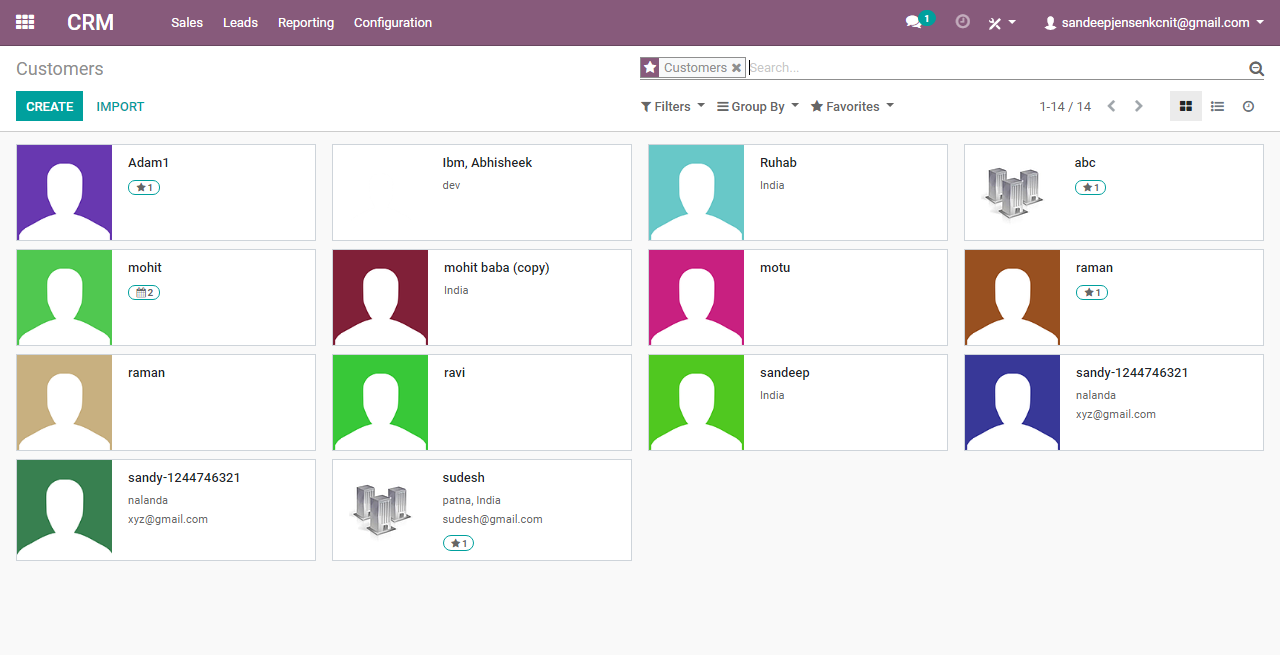 CRM Sales Leads Reporting Configuration 1 sandeepjensenkcnit@gmail.com
Customers
Customers Search...
CREATE IMPORT
Filters Group By Favorites 1-14 / 14
Adam1
1
Ibm, Abhisheek
dev
Ruhab
India
abc
1
mohit
2
mohit baba (copy)
India
motu
raman
1
raman
ravi
sandeep
India
sandy-1244746321
nalanda
xyz@gmail.com
sandy-1244746321
nalanda
xyz@gmail.com
sudesh
patna, India
sudesh@gmail.com
1